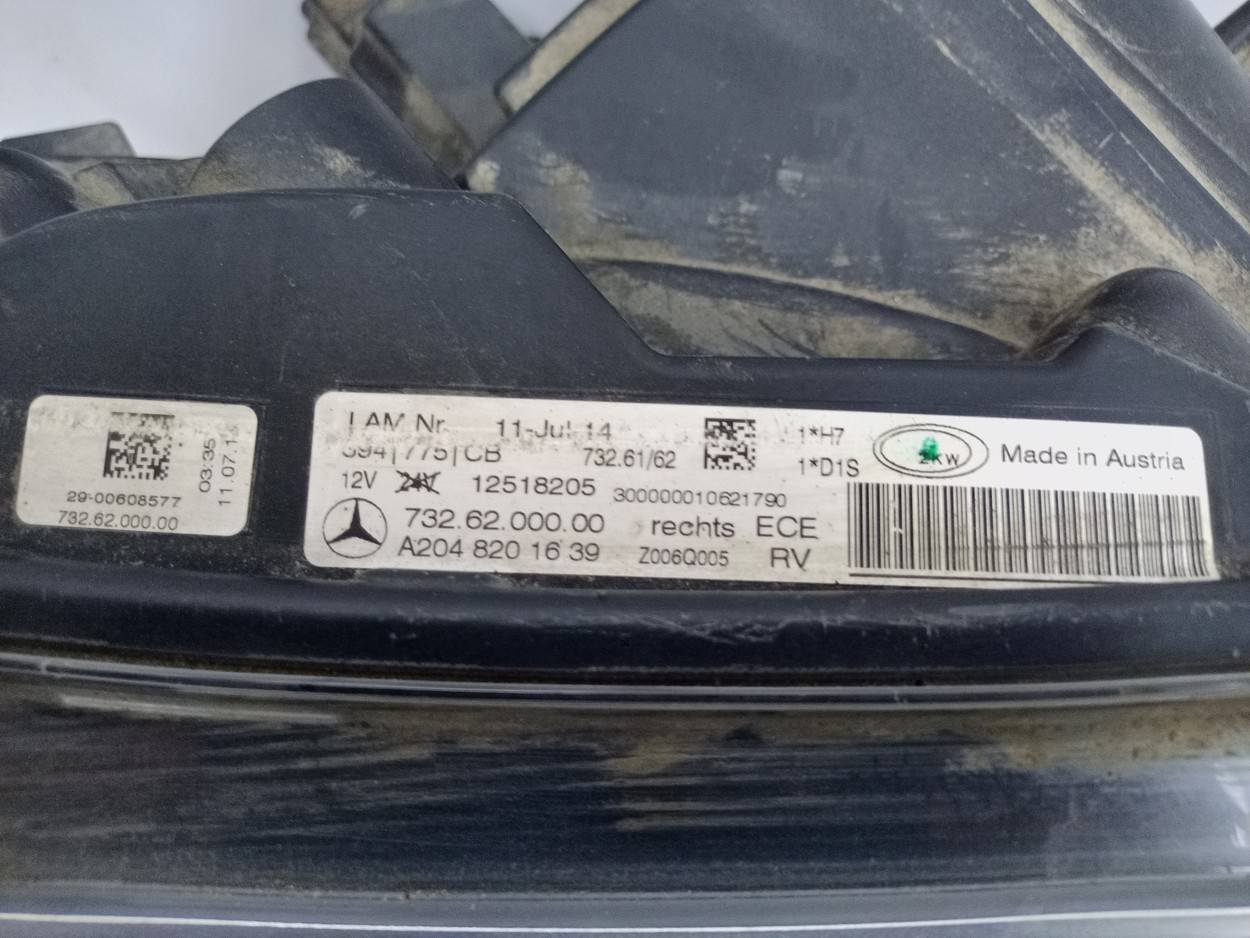 29-00608577
732.62.000.00
03:35
11.07.1
LAM Nr. 11-Jul 14
394 775 CB 732.61/62
12V 24V 12518205 300000010621790
732.62.000.00 rechts ECE
A204 820 16 39 Z006Q005 RV
1*H7
1*D1S
ZKW
Made in Austria